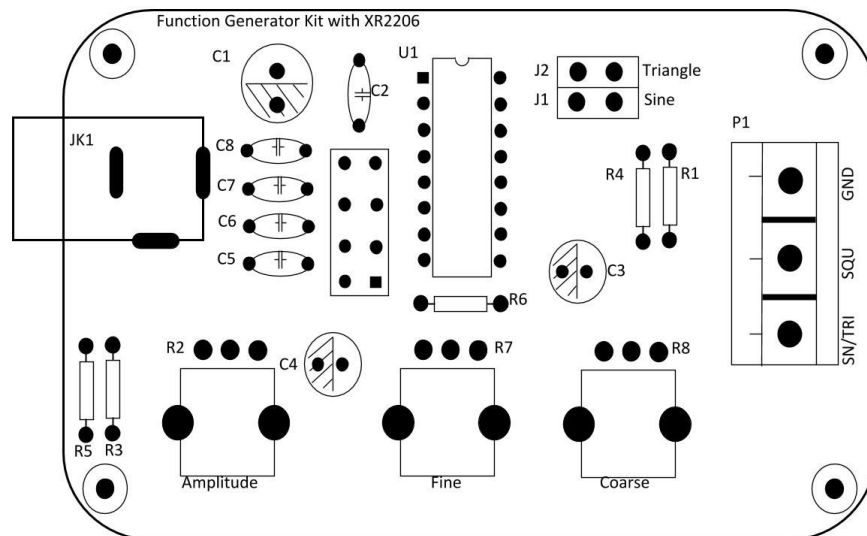 Function Generator Kit with XR2206
C1
U1
J2 Triangle
C2
J1 Sine
P1
JK1
C8
R4 R1
GND
C7
C6
C5
C3
SQU
R6
SN/TRI
R2
C4
R7
R8
R5 R3
Amplitude
Fine
Coarse